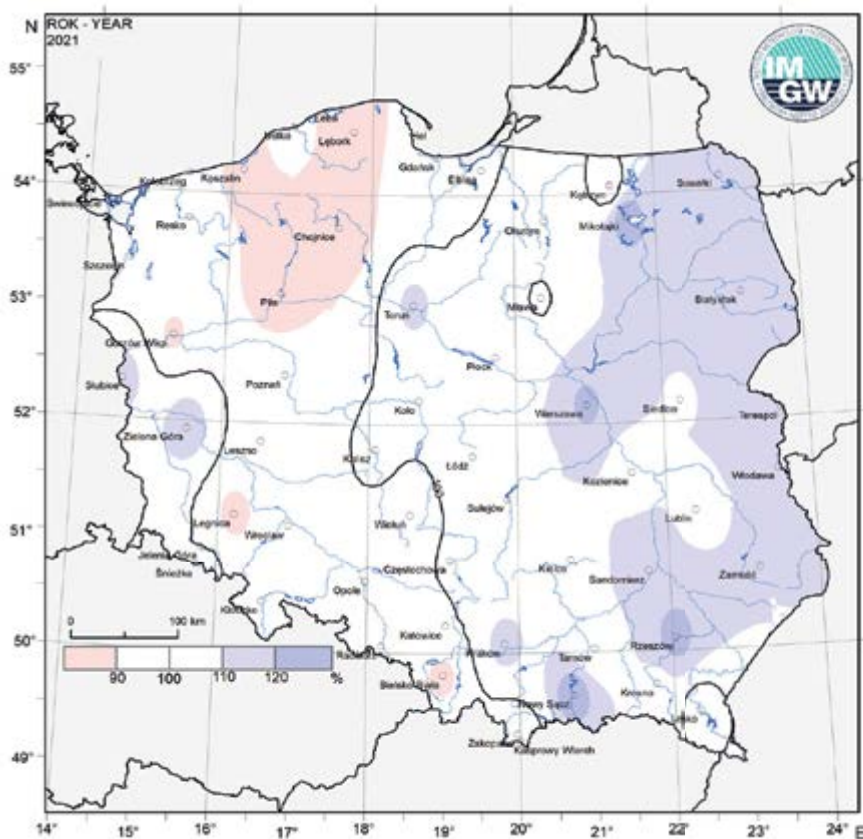 N
ROK - YEAR
2021
IMGW
55°
Łeba
Ustka
Lębork
Hel
Gdańsk
54°
Kołobrzeg
Koszalin
Elbląg
Suwałki
Świnoujście
Resko
Chojnice
Olsztyn
Mikołajki
Szczecin
53°
Piła
Toruń
Mława
Białystok
Gorzów Wlkp
Płock
Słubice
Poznań
Koło
Warszawa
Siedlce
Terespol
52°
Zielona Góra
Leszno
Kalisz
Łódź
Kozienice
Włodawa
100
51°
Legnica
Wrocław
Wieluń
Sulejów
Lublin
Jelenia Góra
Śnieżka
Częstochowa
Kielce
Sandomierz
Zamość
Opole
Kłodzko
0
100 km
50°
Katowice
Kraków
Tarnów
Rzeszów
Racibórz
90
100
110
120
%
Bielsko-Biała
Nowy Sącz
Krosno
Lesko
Zakopane
Kasprowy Wierch
49°
14°
15°
16°
17°
18°
19°
20°
21°
22°
23°
24°
E